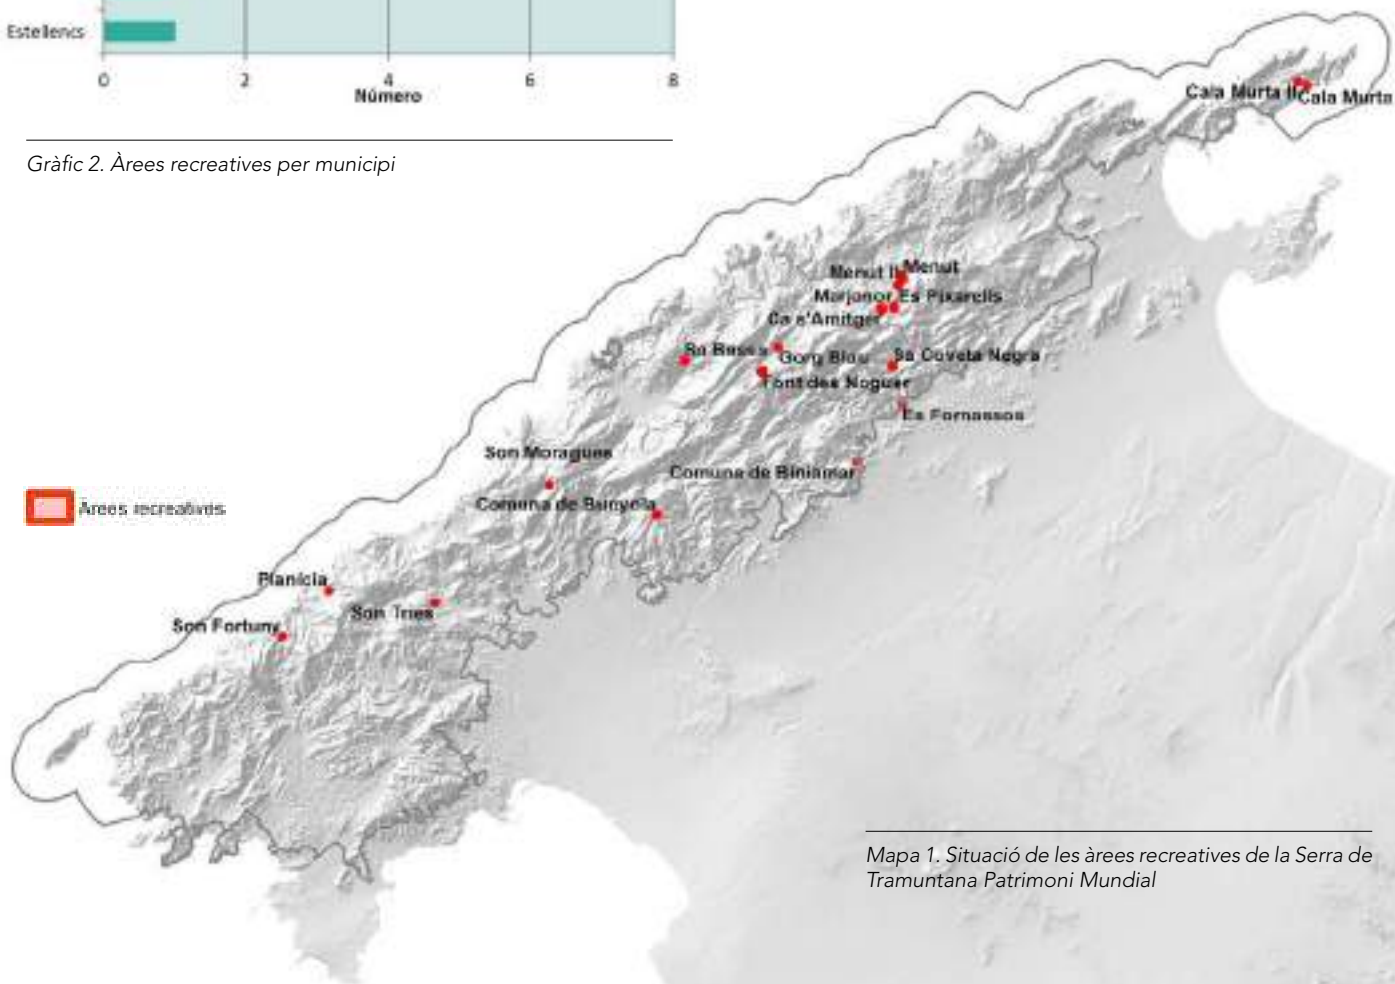 Estellencs
0 2 4 6 8
Número
Gràfic 2. Àrees recreatives per municipi
Cala Murta II Cala Murta
Menut II Menut
Marjanor Es Pixarells
Ca s'Amitger
Sa Bassa Gorg Blau Sa Coveta Negra
Font des Noguer
Es Fornassos
Son Moragues
Comuna de Biniamar
Comuna de Bunyola
Àrees recreatives
Planícia
Son Tries
Son Fortuny
Mapa 1. Situació de les àrees recreatives de la Serra de
Tramuntana Patrimoni Mundial